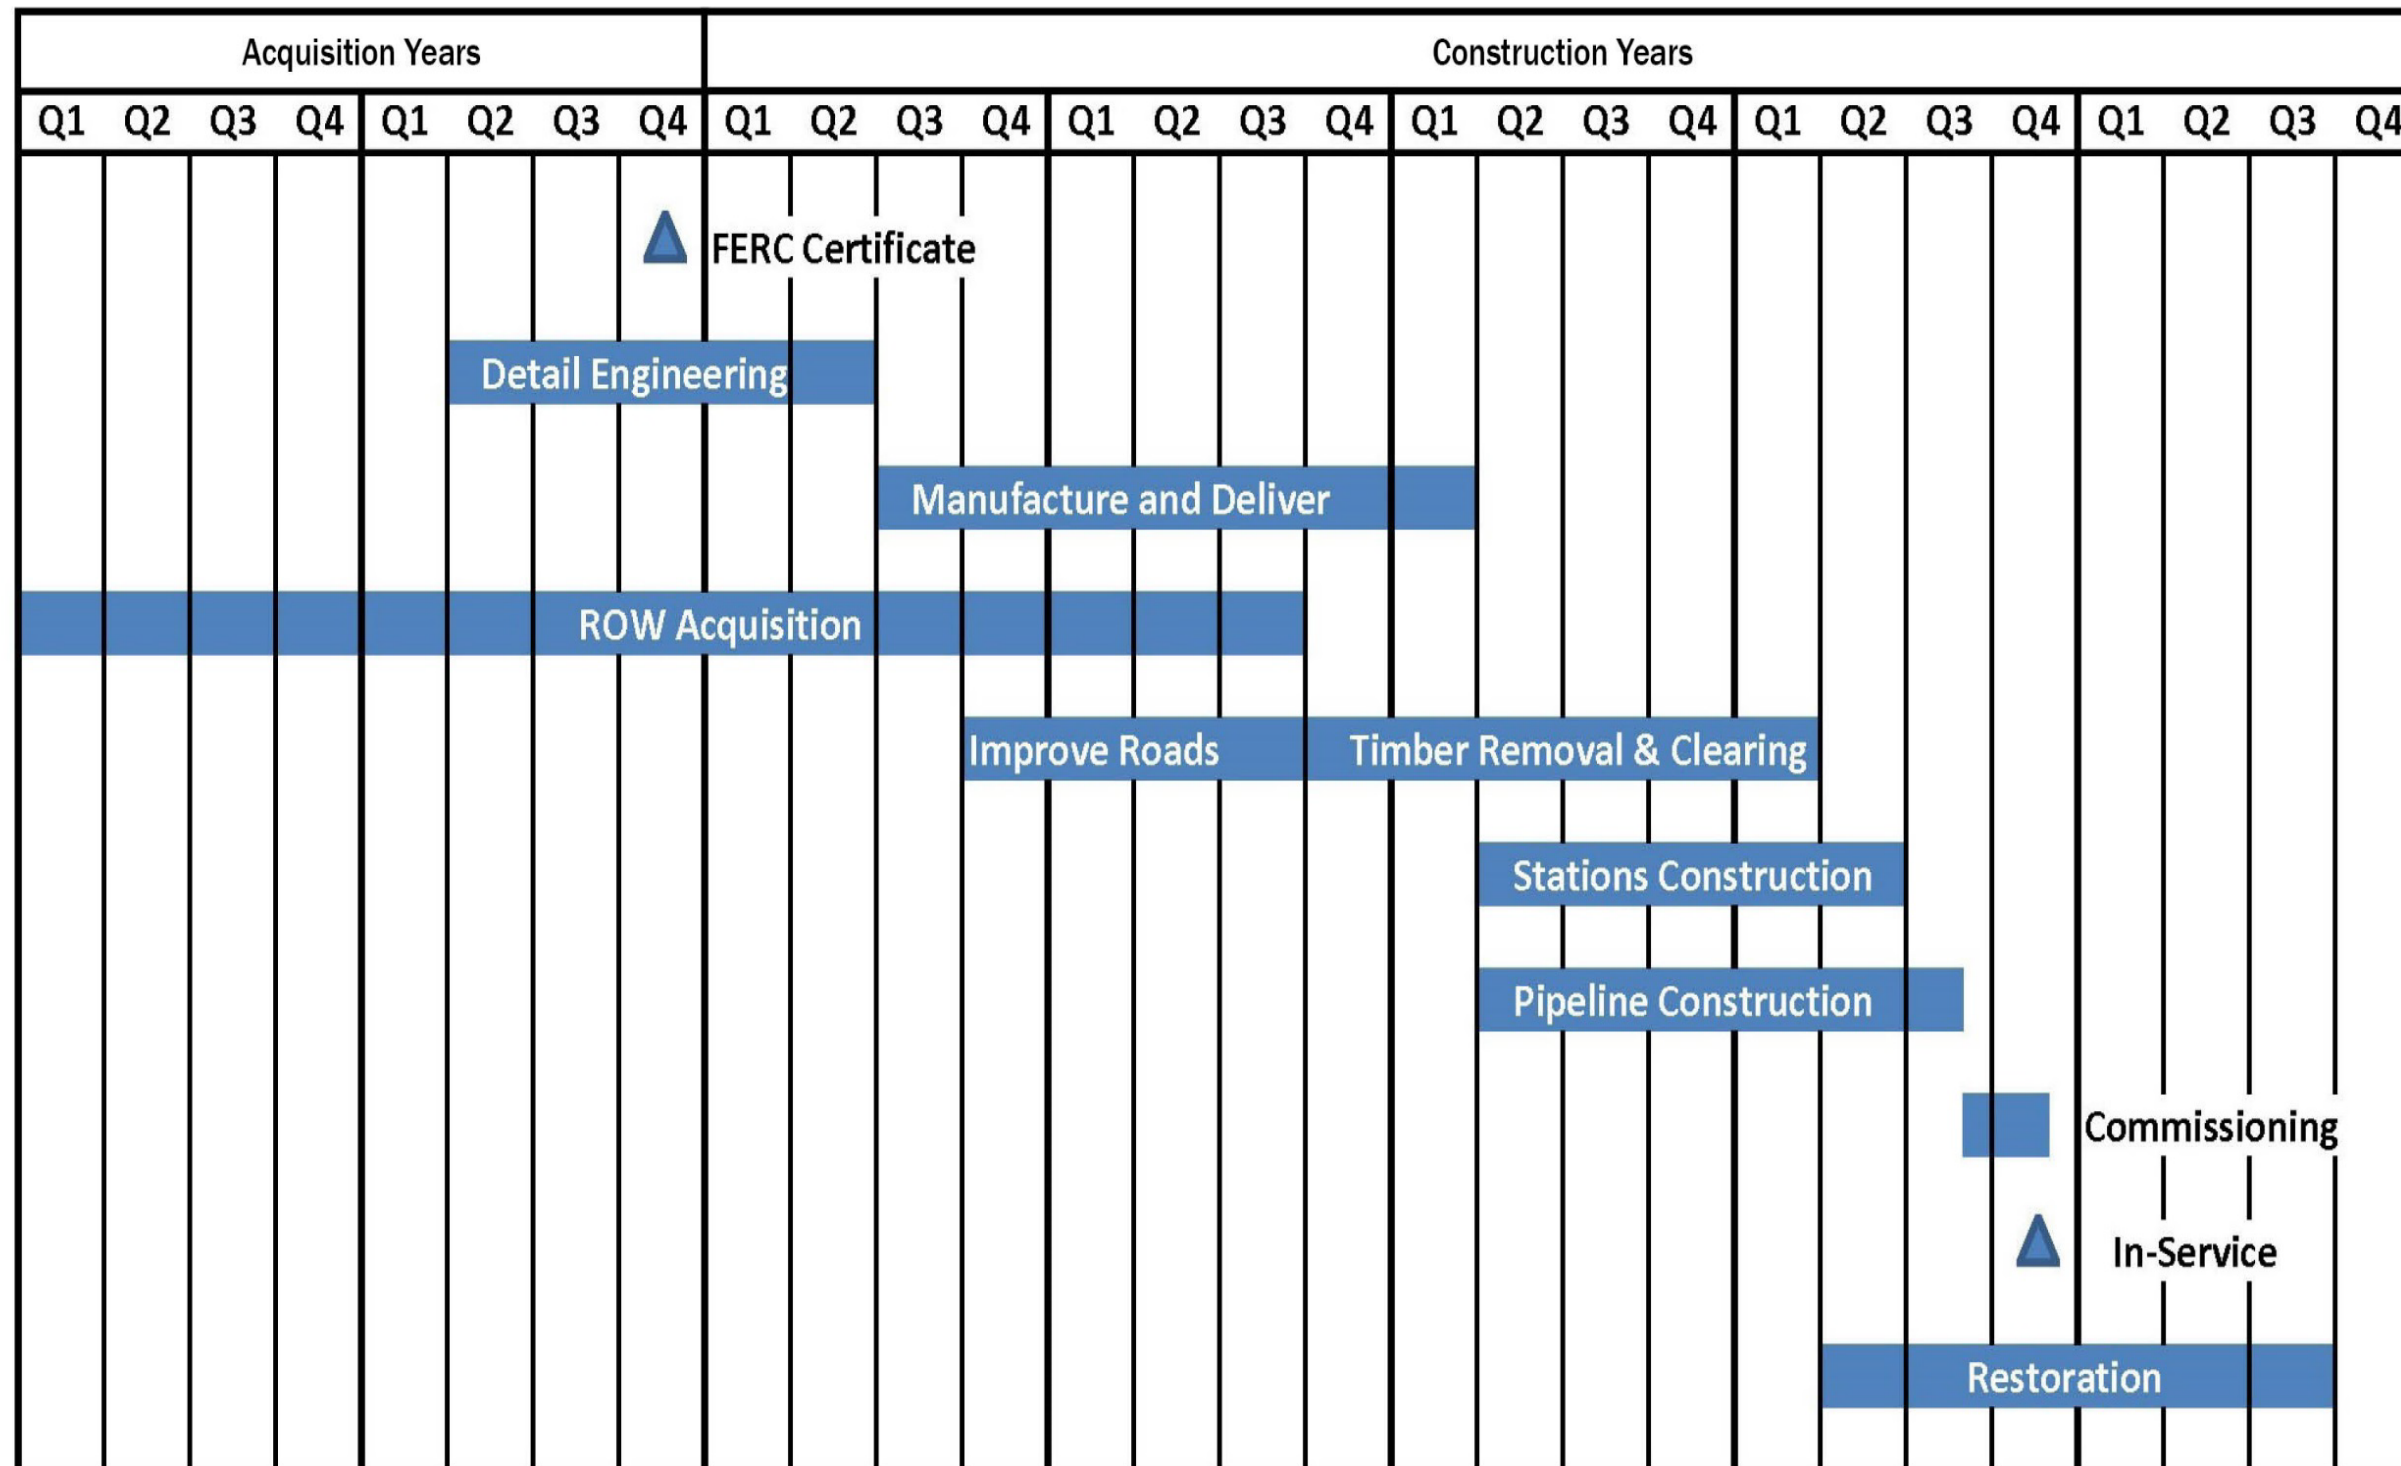 Acquisition Years Construction Years
Q1 Q2 Q3 Q4 Q1 Q2 Q3 Q4 Q1 Q2 Q3 Q4 Q1 Q2 Q3 Q4 Q1 Q2 Q3 Q4 Q1 Q2 Q3 Q4 Q1 Q2 Q3 Q4
FERC Certificate
Detail Engineering
Manufacture and Deliver
ROW Acquisition
Improve Roads Timber Removal & Clearing
Stations Construction
Pipeline Construction
Commissioning
In-Service
Restoration